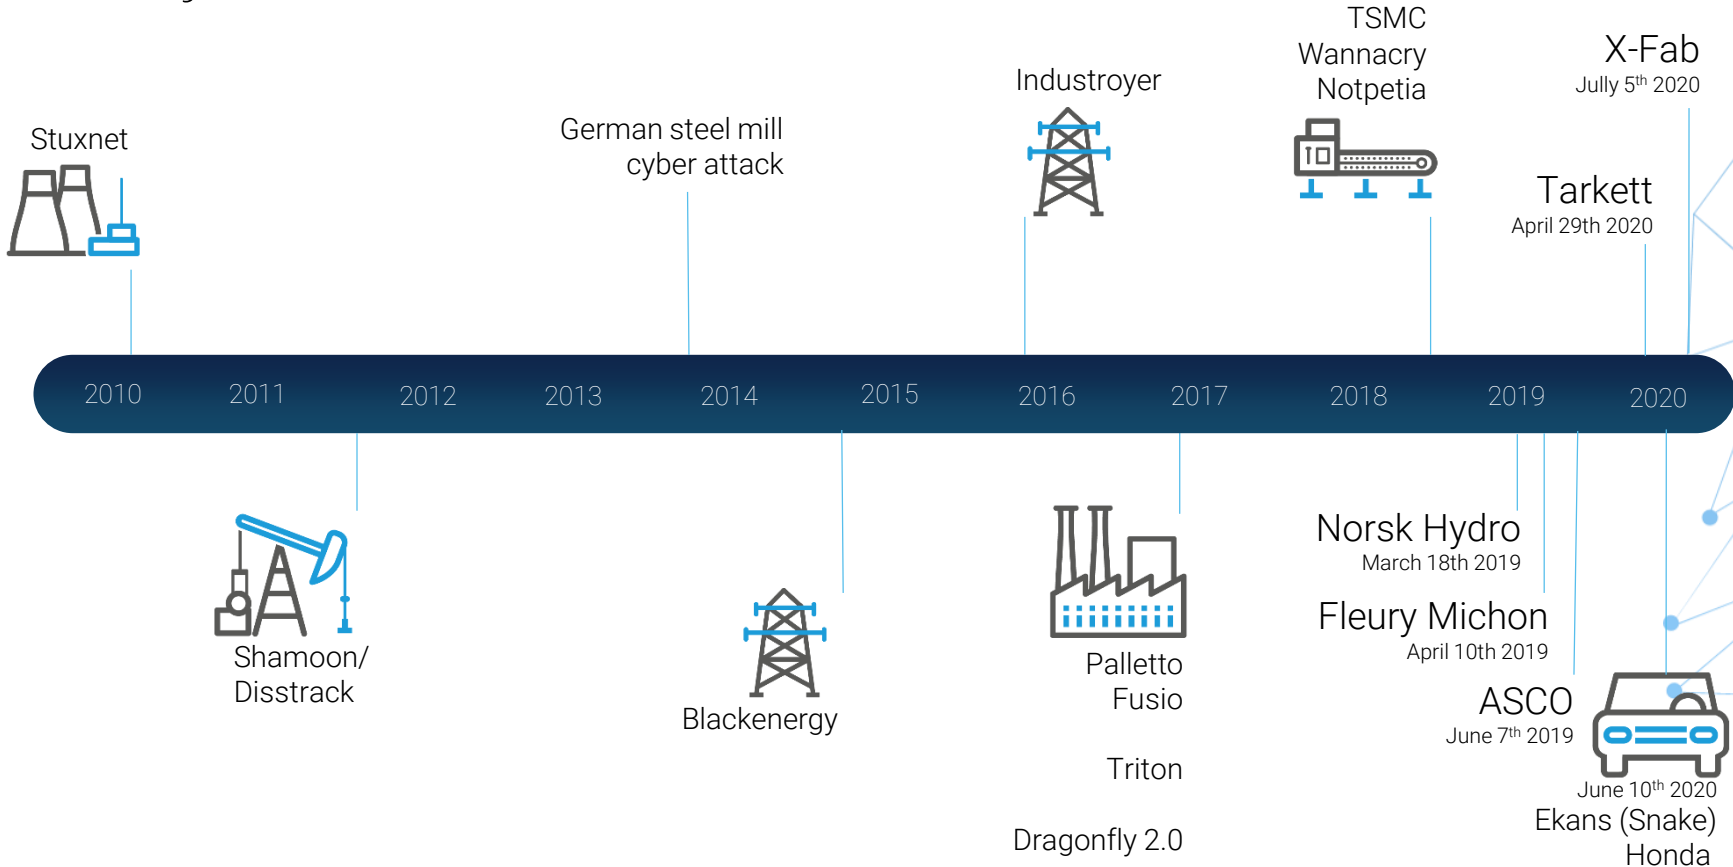 TSMC
Wannacry
Notpetia
X-Fab
Jully 5th 2020
Industroyer
Stuxnet
German steel mill
cyber attack
Tarkett
April 29th 2020
2010 2011 2012 2013 2014 2015 2016 2017 2018 2019 2020
Shamoon/
Disstrack
Blackenergy
Palletto
Fusio
Triton
Dragonfly 2.0
Norsk Hydro
March 18th 2019
Fleury Michon
April 10th 2019
ASCO
June 7th 2019
June 10th 2020
Ekans (Snake)
Honda